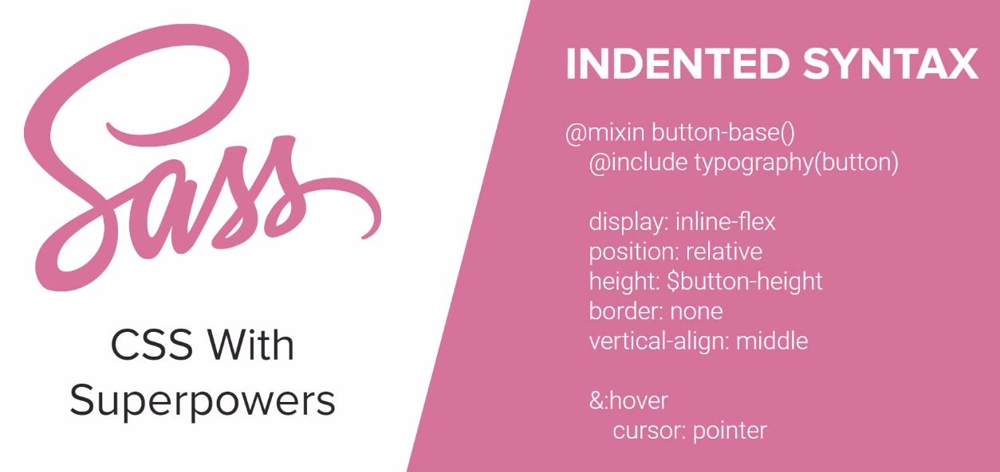 Sass
CSS With
Superpowers
INDENTED SYNTAX
@mixin button-base()
@include typography(button)
display: inline-flex
position: relative
height: $button-height
border: none
vertical-align: middle
&:hover
cursor: pointer